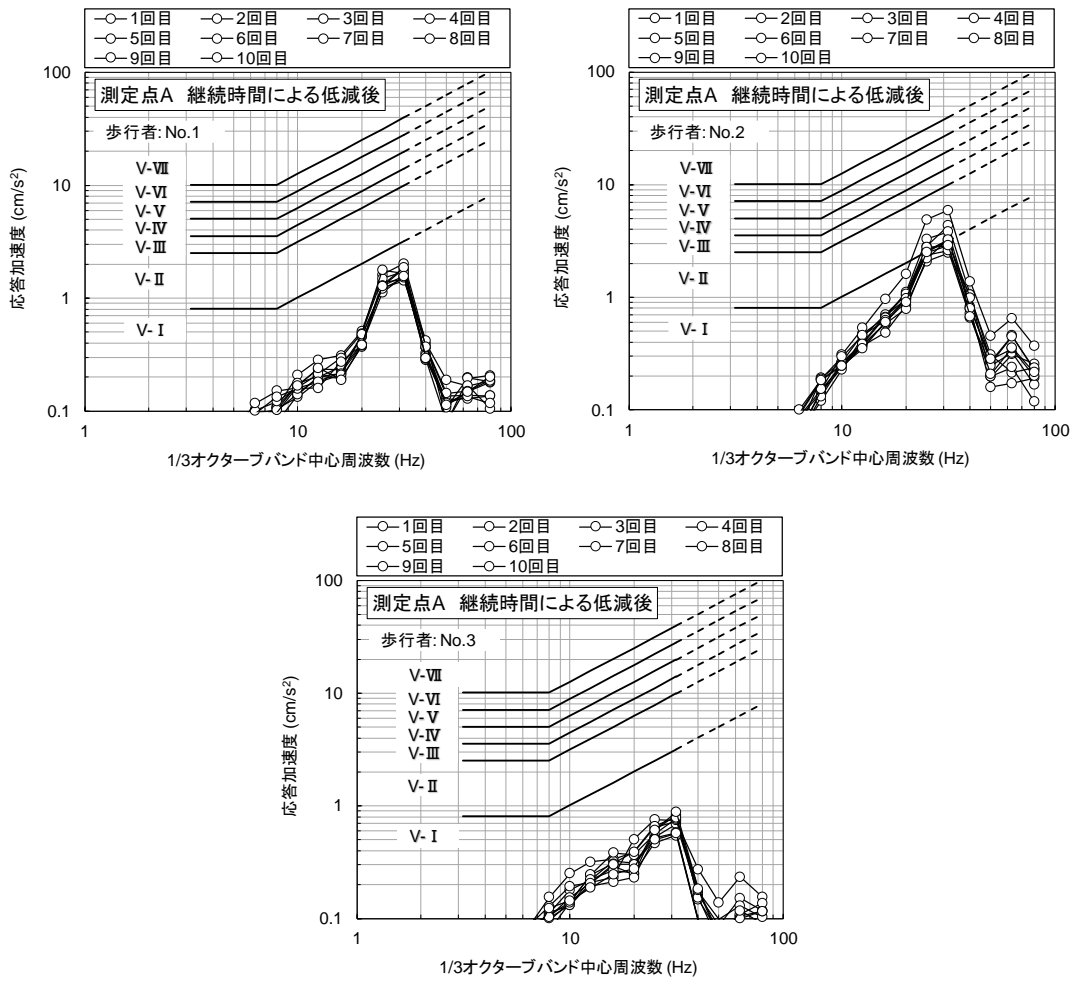 1回目 2回目 3回目 4回目
5回目 6回目 7回目 8回目
9回目 10回目
100
測定点A 継続時間による低減後
歩行者: No.1
V-Ⅶ
10
V-Ⅵ
V-Ⅴ
V-Ⅳ
V-Ⅲ
V-Ⅱ
1
V-Ⅰ
0.1
1 10 100
応答加速度 (cm/s²)
1/3オクターブバンド中心周波数 (Hz)
1回目 2回目 3回目 4回目
5回目 6回目 7回目 8回目
9回目 10回目
100
測定点A 継続時間による低減後
歩行者: No.2
V-Ⅶ
10
V-Ⅵ
V-Ⅴ
V-Ⅳ
V-Ⅲ
V-Ⅱ
1
V-Ⅰ
0.1
1 10 100
応答加速度 (cm/s²)
1/3オクターブバンド中心周波数 (Hz)
1回目 2回目 3回目 4回目
5回目 6回目 7回目 8回目
9回目 10回目
100
測定点A 継続時間による低減後
歩行者: No.3
V-Ⅶ
10
V-Ⅵ
V-Ⅴ
V-Ⅳ
V-Ⅲ
V-Ⅱ
1
V-Ⅰ
0.1
1 10 100
応答加速度 (cm/s²)
1/3オクターブバンド中心周波数 (Hz)